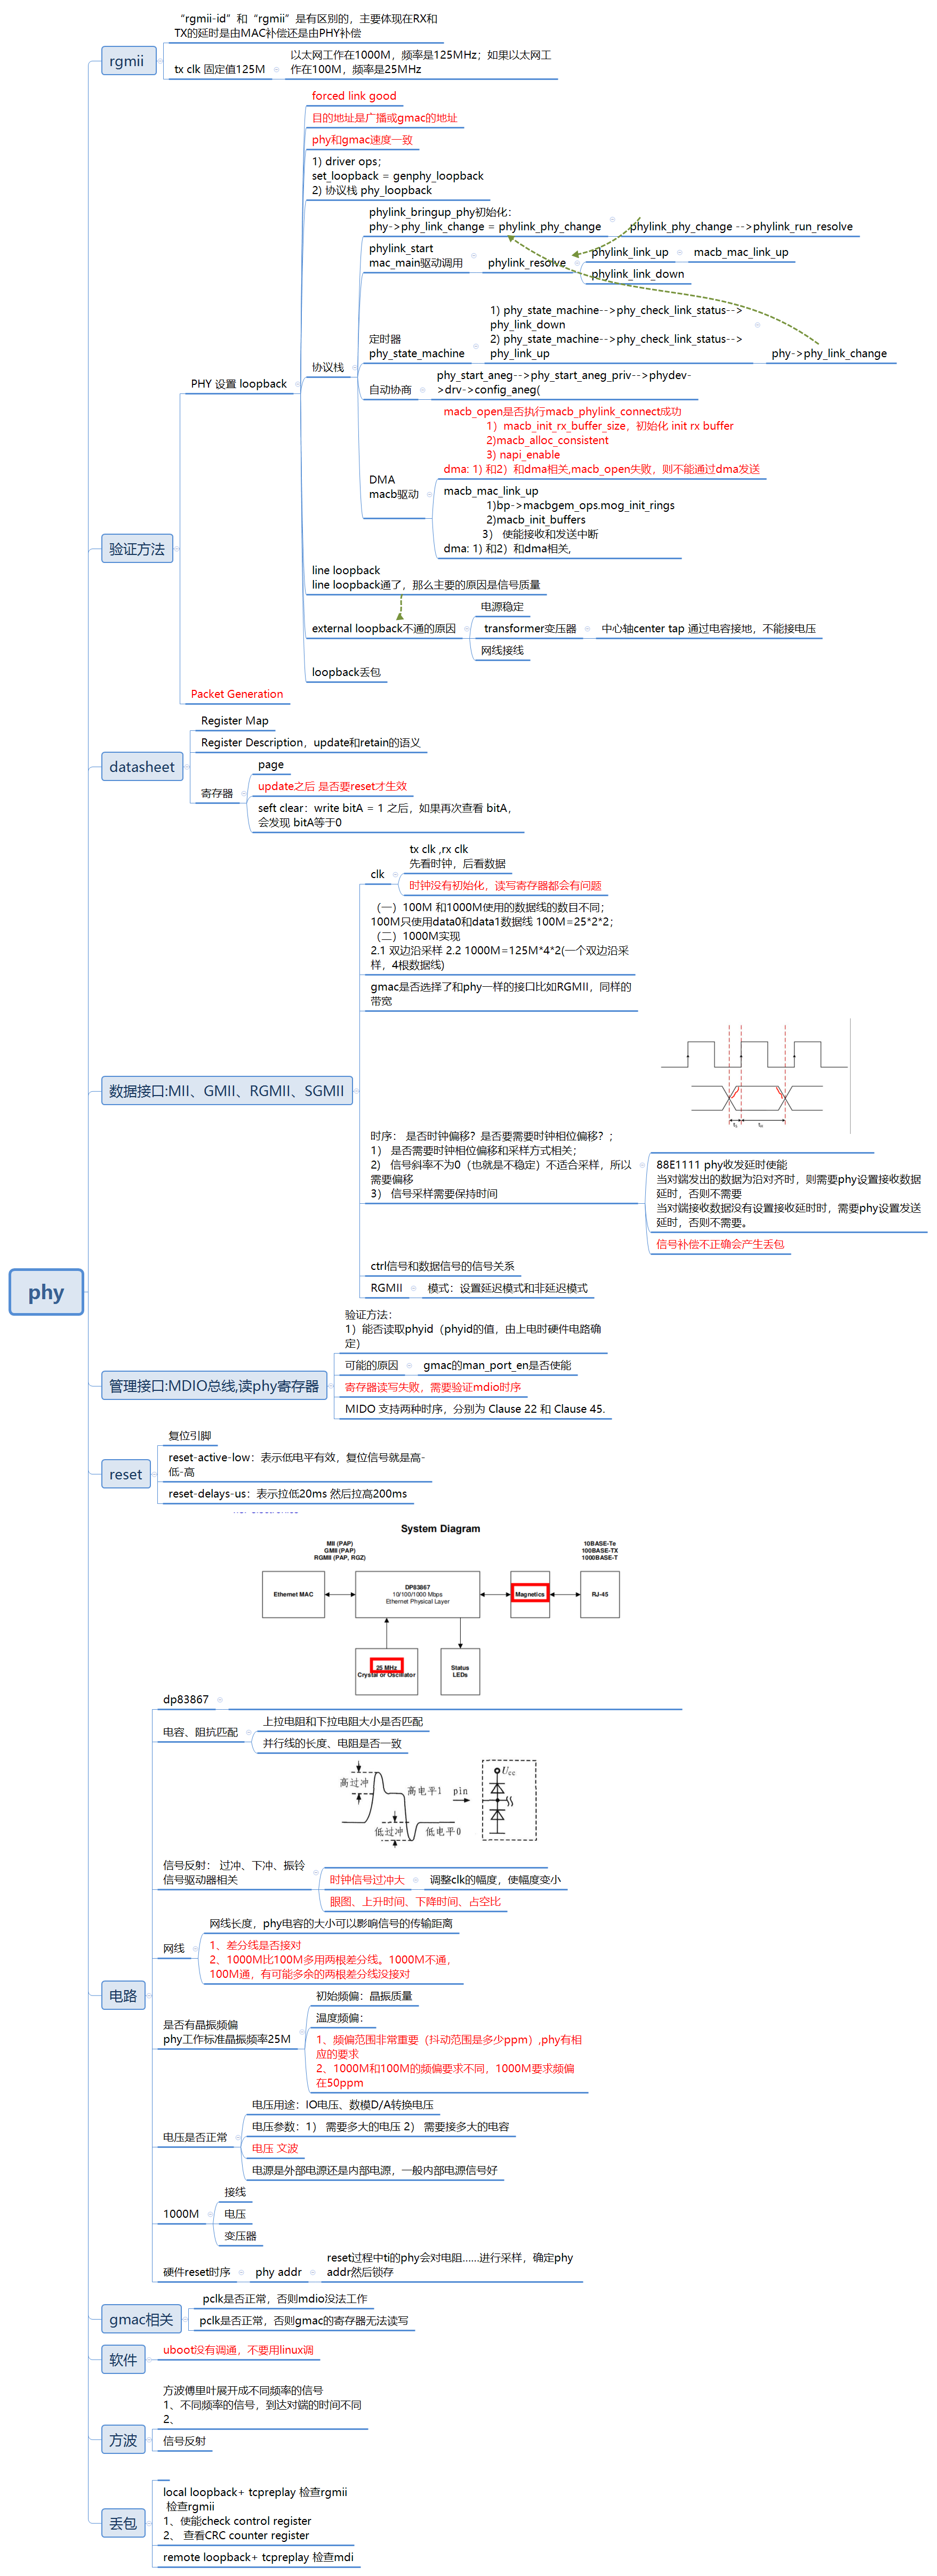 “rgmii-id”和“rgmii”是有区别的，主要体现在RX和
TX的延时是由MAC补偿还是由PHY补偿
rgmii
tx clk 固定值125M
以太网工作在1000M，频率是125MHz；如果以太网工
作在100M，频率是25MHz
forced link good
目的地址是广播或gmac的地址
phy和gmac速度一致
1) driver ops；
set_loopback = genphy_loopback
2) 协议栈 phy_loopback
phylink_bringup_phy初始化：
phy->phy_link_change = phylink_phy_change
phylink_phy_change -->phylink_run_resolve
phylink_start
mac_main驱动调用
phylink_resolve
phylink_link_up
macb_mac_link_up
phylink_link_down
定时器
phy_state_machine
1) phy_state_machine-->phy_check_link_status-->
phy_link_down
2) phy_state_machine-->phy_check_link_status-->
phy_link_up
phy->phy_link_change
协议栈
PHY 设置 loopback
自动协商
phy_start_aneg-->phy_start_aneg_priv-->phydev-
>drv->config_aneg(
macb_open是否执行macb_phylink_connect成功
1）macb_init_rx_buffer_size，初始化 init rx buffer
2)macb_alloc_consistent
3) napi_enable
dma: 1) 和2）和dma相关,macb_open失败，则不能通过dma发送
DMA
macb驱动
macb_mac_link_up
1)bp->macbgem_ops.mog_init_rings
2)macb_init_buffers
3） 使能接收和发送中断
dma: 1) 和2）和dma相关,
验证方法
line loopback
line loopback通了，那么主要的原因是信号质量
external loopback不通的原因
电源稳定
transformer变压器
中心轴center tap 通过电容接地，不能接电压
网线接线
loopback丢包
Packet Generation
Register Map
Register Description，update和retain的语义
datasheet
寄存器
page
update之后 是否要reset才生效
seft clear：write bitA = 1 之后，如果再次查看 bitA，
会发现 bitA等于0
clk
tx clk ,rx clk
先看时钟，后看数据
时钟没有初始化，读写寄存器都会有问题
（一）100M 和1000M使用的数据线的数目不同；
100M只使用data0和data1数据线 100M=25*2*2；
（二）1000M实现
2.1 双边沿采样 2.2 1000M=125M*4*2(一个双边沿采
样，4根数据线)
gmac是否选择了和phy一样的接口比如RGMII，同样的
带宽
数据接口:MII、GMII、RGMII、SGMII
时序： 是否时钟偏移？是否要需要时钟相位偏移？；
1） 是否需要时钟相位偏移和采样方式相关；
2） 信号斜率不为0（也就是不稳定）不适合采样，所以
需要偏移
3） 信号采样需要保持时间
88E1111 phy收发延时使能
当对端发出的数据为沿对齐时，则需要phy设置接收数据
延时，否则不需要
当对端接收数据没有设置接收延时时，需要phy设置发送
延时，否则不需要。
信号补偿不正确会产生丢包
ctrl信号和数据信号的信号关系
RGMII
模式：设置延迟模式和非延迟模式
phy
验证方法：
1）能否读取phyid（phyid的值，由上电时硬件电路确
定）
可能的原因
gmac的man_port_en是否使能
管理接口:MDIO总线,读phy寄存器
寄存器读写失败，需要验证mdio时序
MIDO 支持两种时序，分别为 Clause 22 和 Clause 45.
复位引脚
reset
reset-active-low：表示低电平有效，复位信号就是高-
低-高
reset-delays-us：表示拉低20ms 然后拉高200ms
System Diagram
MII (PAP)
GMII (PAP)
RGMII (PAP, RGZ)
10BASE-Te
100BASE-TX
1000BASE-T
Ethernet MAC
DP83867
10/100/1000 Mbps
Ethernet Physical Layer
Magnetics
RJ-45
25 MHz
Crystal or Oscillator
Status
LEDs
dp83867
电容、阻抗匹配
上拉电阻和下拉电阻大小是否匹配
并行线的长度、电阻是否一致
高过冲
高电平1
低过冲
低电平0
pin
Ucc
信号反射： 过冲、下冲、振铃
信号驱动器相关
时钟信号过冲大
调整clk的幅度，使幅度变小
眼图、上升时间、下降时间、占空比
网线
网线长度，phy电容的大小可以影响信号的传输距离
1、差分线是否接对
2、1000M比100M多用两根差分线。1000M不通，
100M通，有可能多余的两根差分线没接对
电路
是否有晶振频偏
phy工作标准晶振频率25M
初始频偏：晶振质量
温度频偏：
1、频偏范围非常重要（抖动范围是多少ppm）,phy有相
应的要求
2、1000M和100M的频偏要求不同，1000M要求频偏
在50ppm
电压是否正常
电压用途：IO电压、数模D/A转换电压
电压参数：1） 需要多大的电压 2） 需要接多大的电容
电压 文波
电源是外部电源还是内部电源，一般内部电源信号好
1000M
接线
电压
变压器
硬件reset时序
phy addr
reset过程中ti的phy会对电阻......进行采样，确定phy
addr然后锁存
gmac相关
pclk是否正常，否则mdio没法工作
pclk是否正常，否则gmac的寄存器无法读写
软件
uboot没有调通，不要用linux调
方波
方波傅里叶展开成不同频率的信号
1、不同频率的信号，到达对端的时间不同
2、
信号反射
丢包
local loopback+ tcpreplay 检查rgmii
检查rgmii
1、使能check control register
2、 查看CRC counter register
remote loopback+ tcpreplay 检查mdi